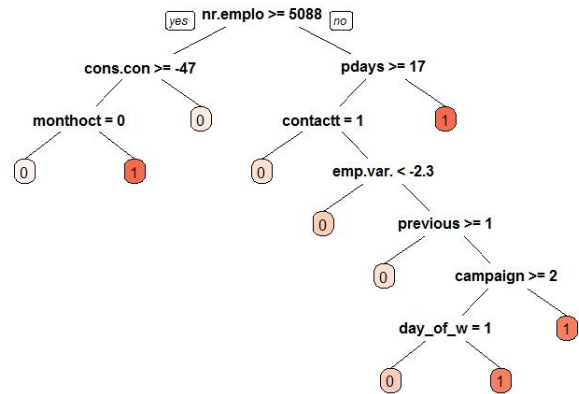 yes nr.emplo >= 5088 no
cons.con >= -47 pdays >= 17
monthoct = 0 0 contactt = 1 1
0 1 0 emp.var. < -2.3
0 previous >= 1
0 campaign >= 2
day_of_w = 1 1
0 1